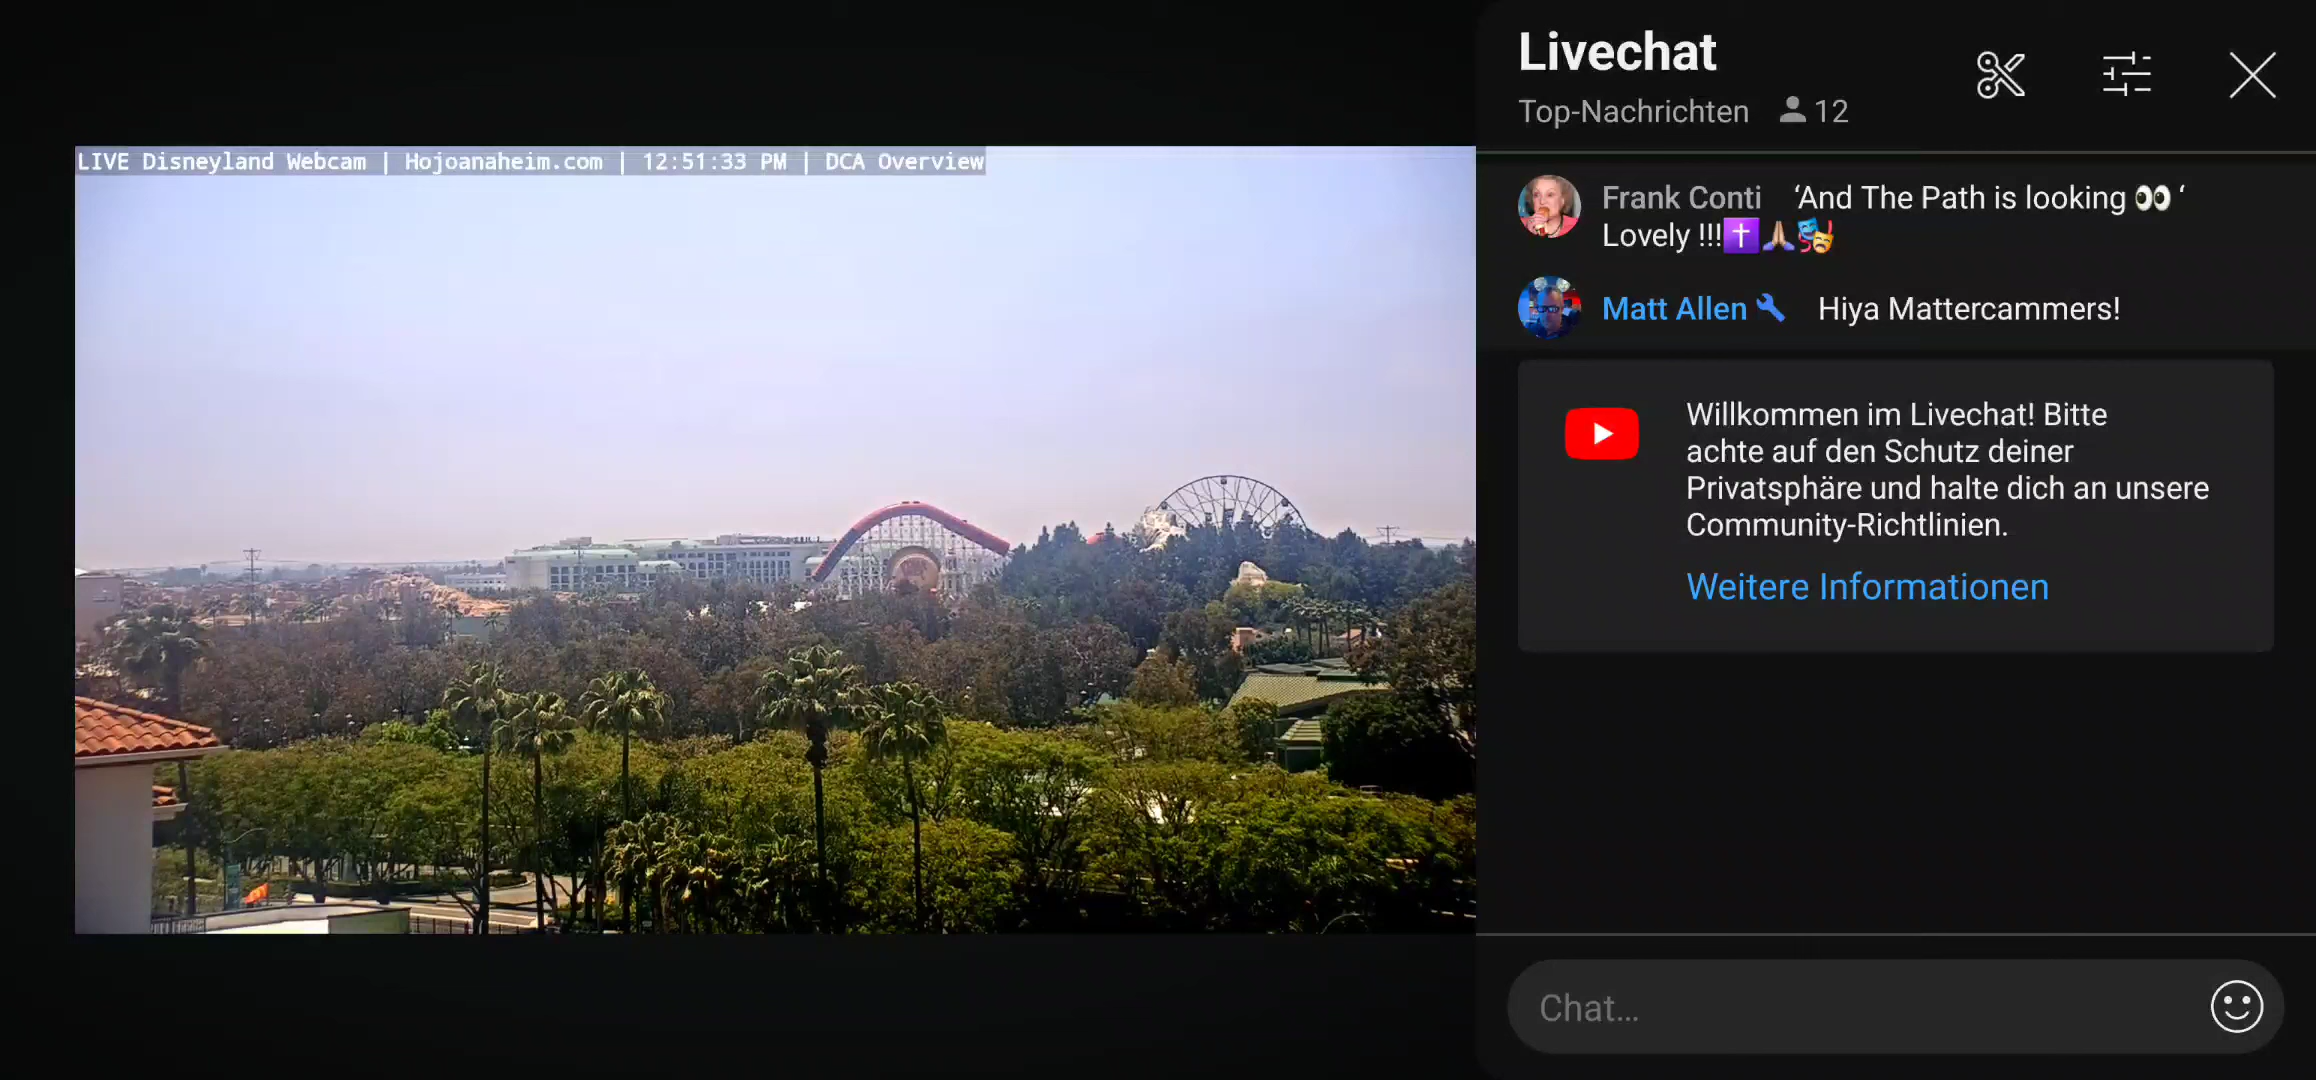 LIVE Disneyland Webcam | Hojoanaheim.com | 12:51:33 PM | DCA Overview
Livechat
Top-Nachrichten 12
Frank Conti ‘And The Path is looking 👀 ‘
Lovely !!!✝️🙏🏽🎭
Matt Allen Hiya Mattercammers!
Willkommen im Livechat! Bitte
achte auf den Schutz deiner
Privatsphäre und halte dich an unsere
Community-Richtlinien.
Weitere Informationen
Chat...